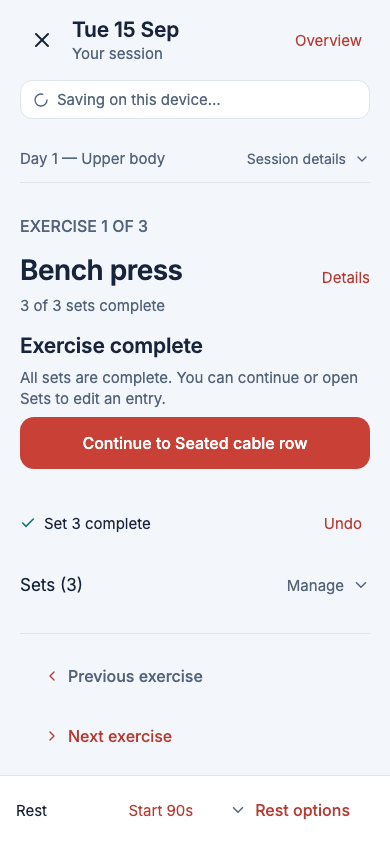 Tue 15 Sep
Your session
Overview
Saving on this device...
Day 1 — Upper body
Session details
EXERCISE 1 OF 3
Bench press
Details
3 of 3 sets complete
Exercise complete
All sets are complete. You can continue or open
Sets to edit an entry.
Continue to Seated cable row
Set 3 complete
Undo
Sets (3)
Manage
Previous exercise
Next exercise
Rest
Start 90s
Rest options